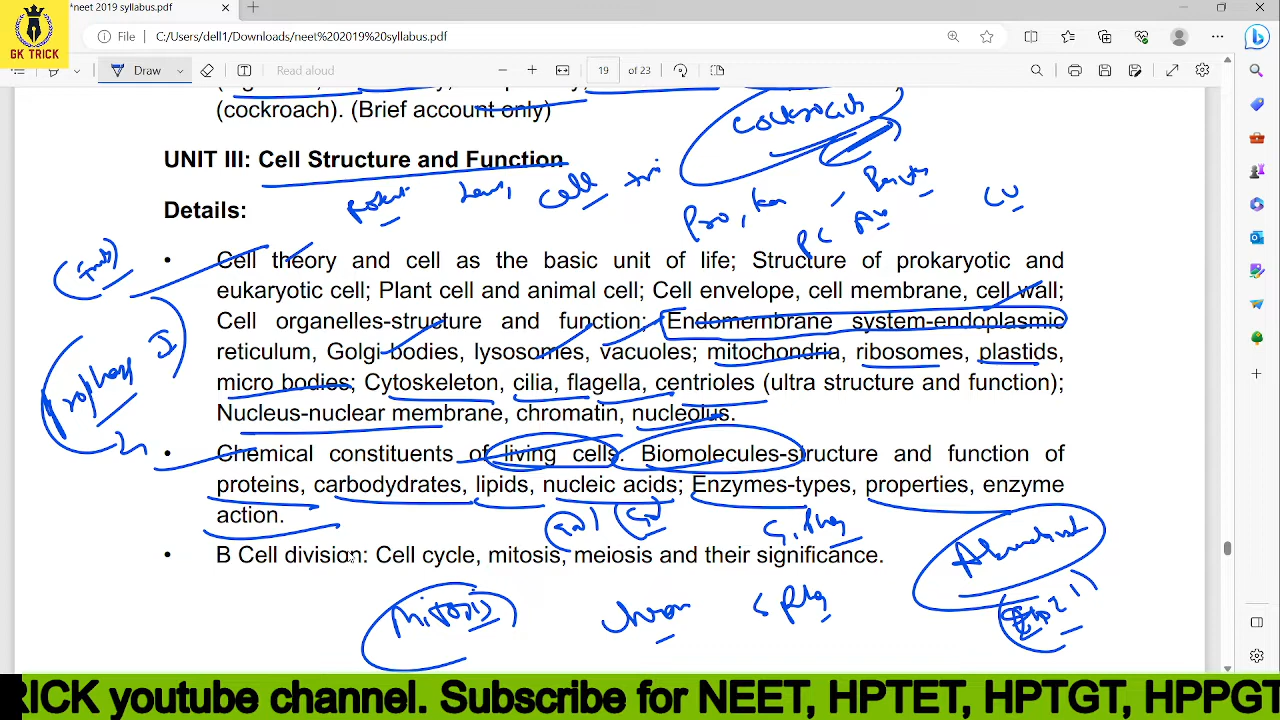 *neet 2019 syllabus.pdf
GK TRICK
File C:/Users/dell1/Downloads/neet%202019%20syllabus.pdf
Draw Read aloud 19 of 23
(cockroach). (Brief account only)
cockroach
UNIT III: Cell Structure and Function
Cell
Details:
• Cell theory and cell as the basic unit of life; Structure of prokaryotic and
eukaryotic cell; Plant cell and animal cell; Cell envelope, cell membrane, cell wall;
Cell organelles-structure and function; Endomembrane system-endoplasmic
reticulum, Golgi bodies, lysosomes, vacuoles; mitochondria, ribosomes, plastids,
micro bodies; Cytoskeleton, cilia, flagella, centrioles (ultra structure and function);
Nucleus-nuclear membrane, chromatin, nucleolus.
• Chemical constituents of living cells. Biomolecules-structure and function of
proteins, carbodydrates, lipids, nucleic acids; Enzymes-types, properties, enzyme
action.
• B Cell division: Cell cycle, mitosis, meiosis and their significance.
Mitosis
RICK youtube channel. Subscribe for NEET, HPTET, HPTGT, HPPGT